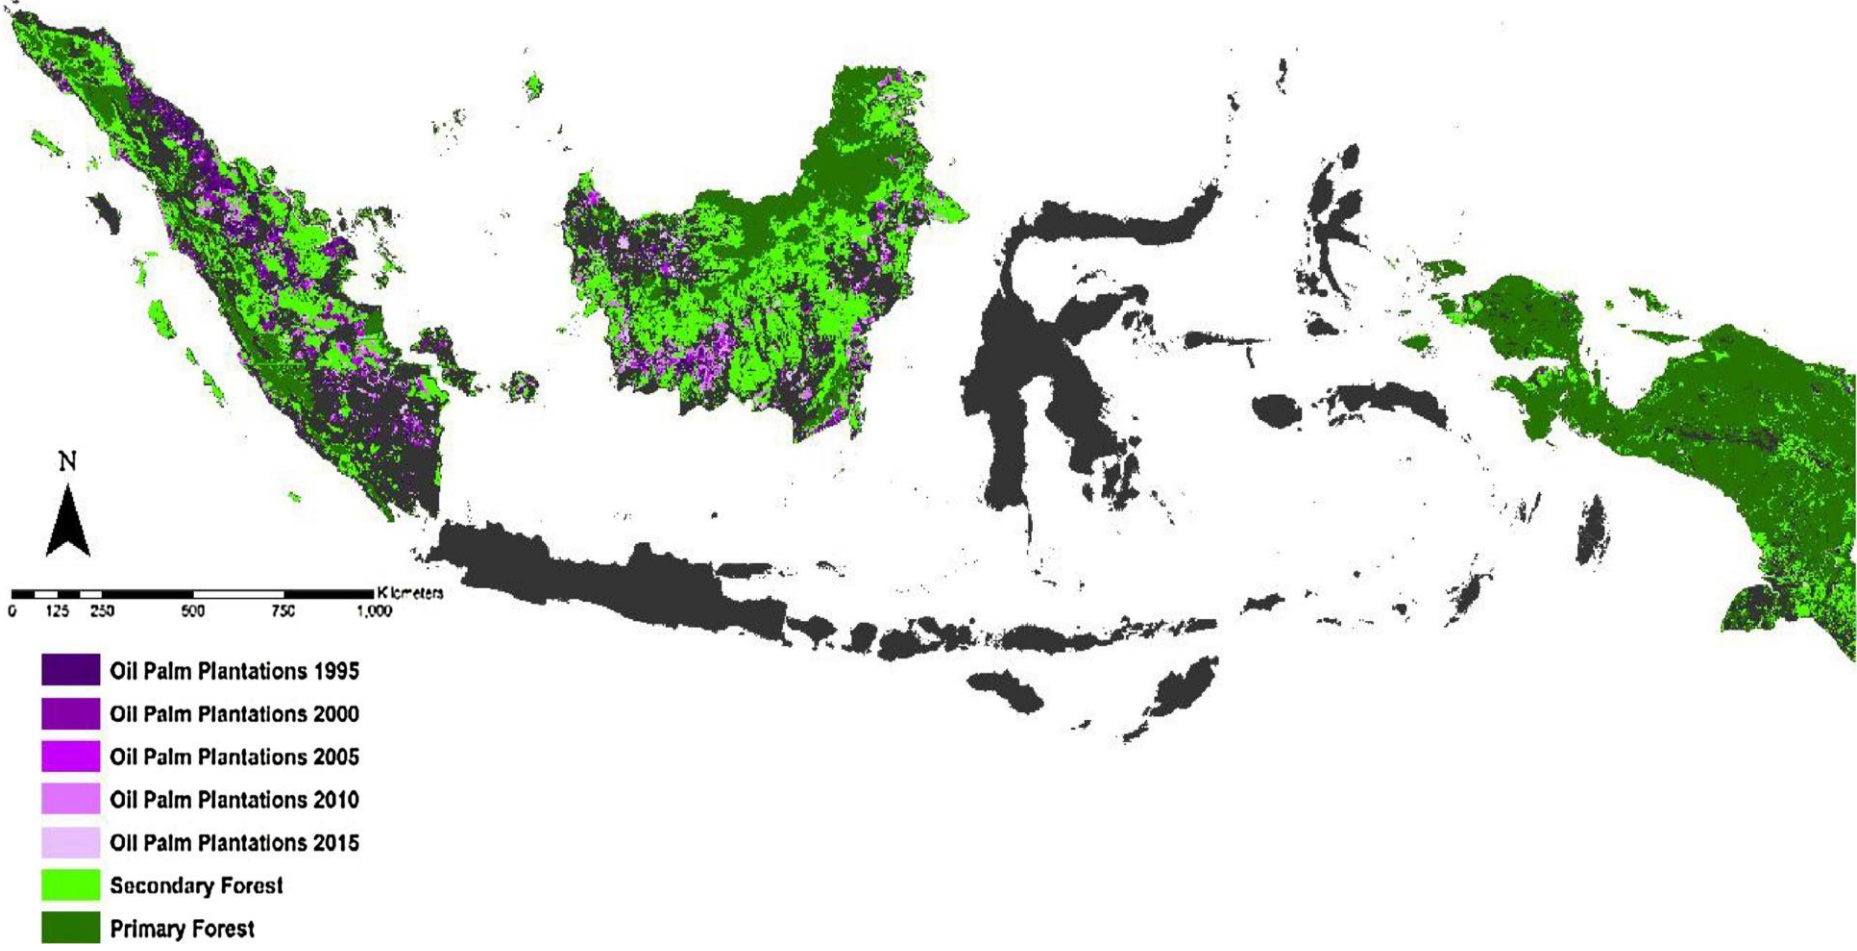 N
Kilometers
0 125 250 500 750 1,000
Oil Palm Plantations 1995
Oil Palm Plantations 2000
Oil Palm Plantations 2005
Oil Palm Plantations 2010
Oil Palm Plantations 2015
Secondary Forest
Primary Forest